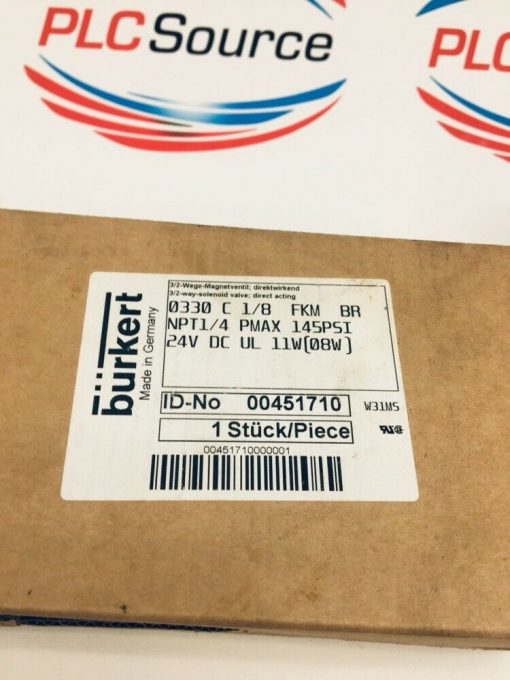 PLC Source
PLC
3/2-Wege-Magnetventil; direktwirkend
3/2-way-solenoid valve; direct acting
0330 C 1/8 FKM BR
NPT1/4 PMAX 145PSI
24V DC UL 11W(08W)
bürkert
Made in Germany
ID-No 00451710
W31MS
1 Stück/Piece
00451710000001